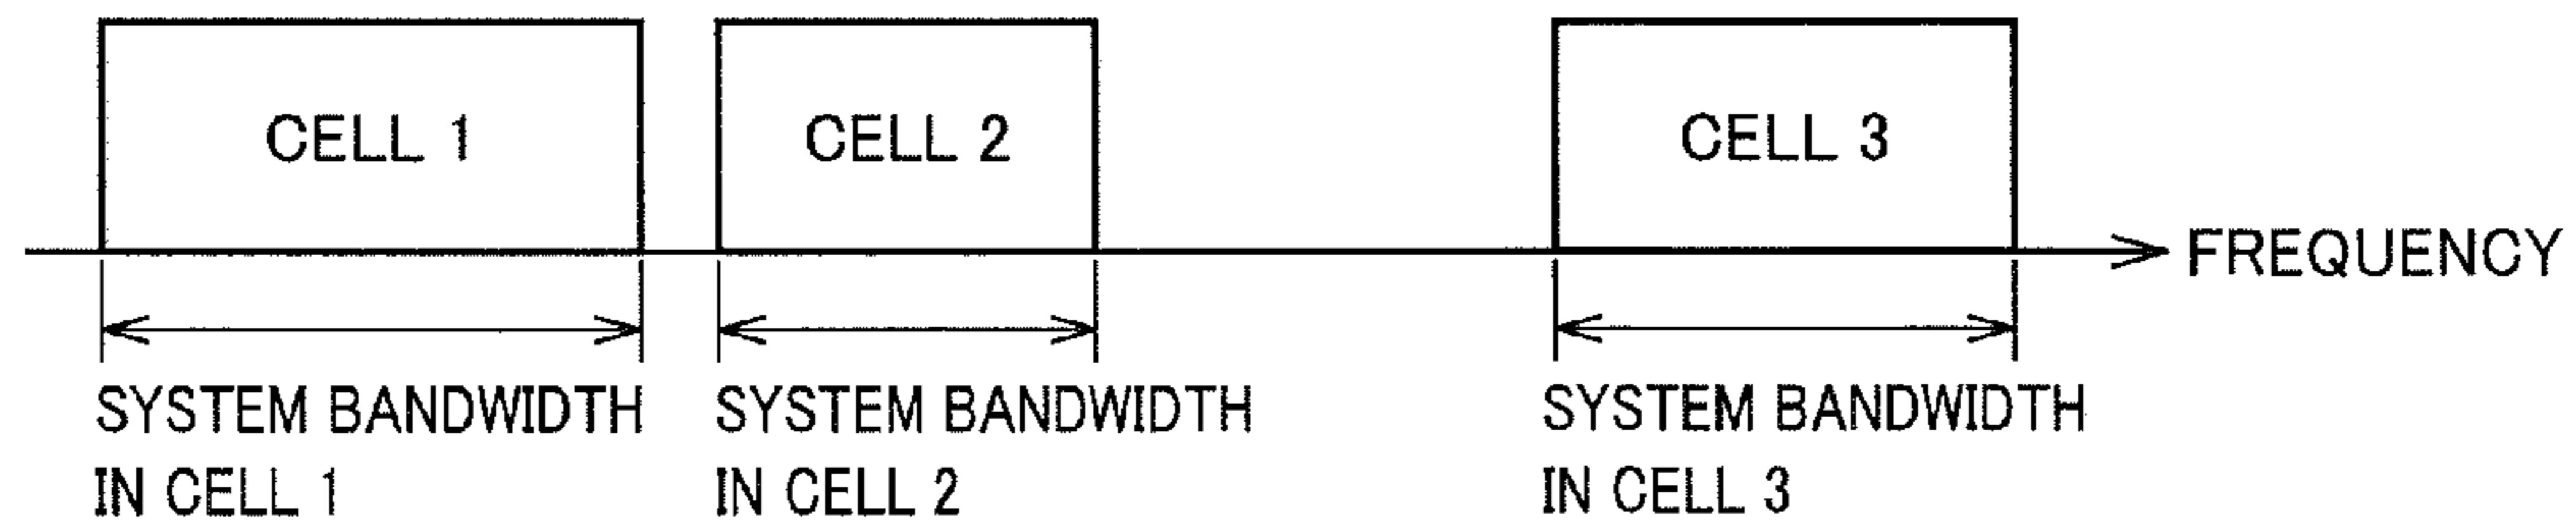 CELL 1
CELL 2
CELL 3
FREQUENCY
SYSTEM BANDWIDTH
IN CELL 1
SYSTEM BANDWIDTH
IN CELL 2
SYSTEM BANDWIDTH
IN CELL 3